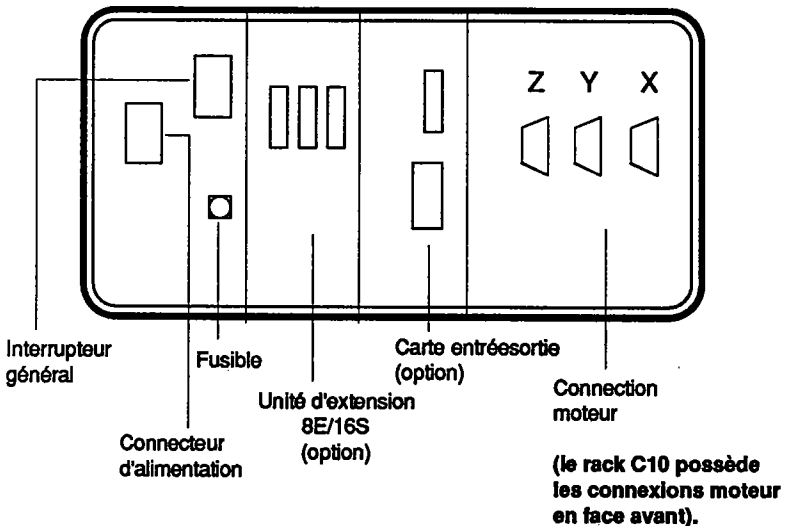 Z Y X
Interrupteur
général
Fusible
Carte entréesortie
(option)
Unité d'extension
8E/16S
(option)
Connection
moteur
Connecteur
d'alimentation
(le rack C10 possède
les connexions moteur
en face avant).